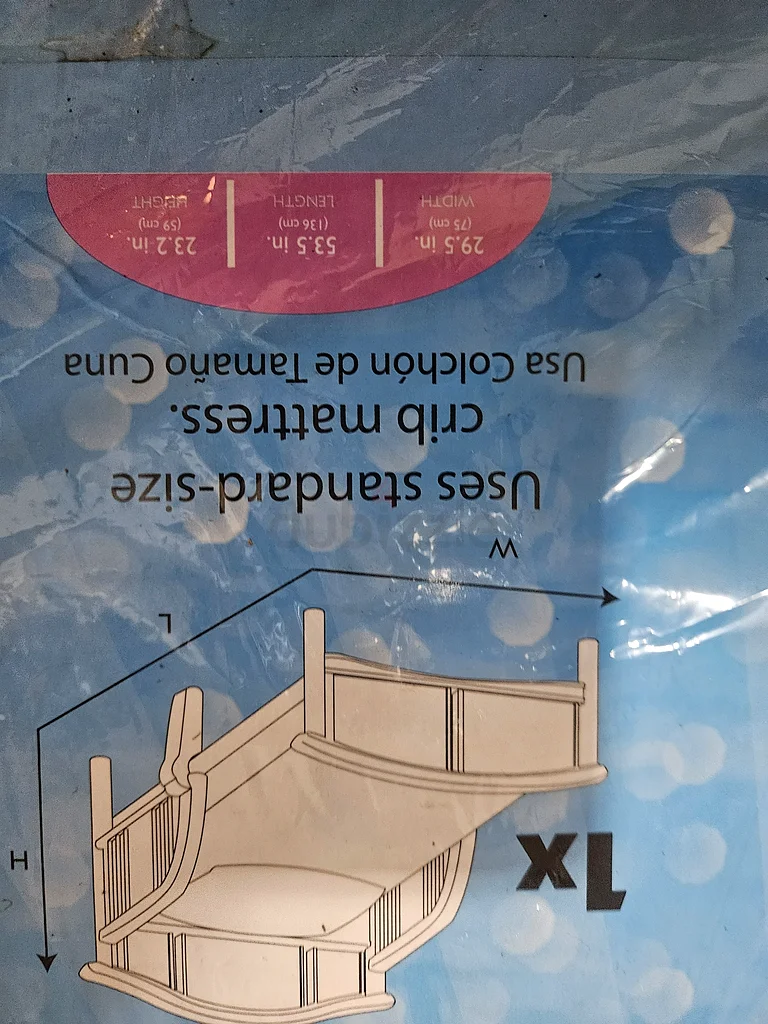 1X
H
L
W
dubizzle
Uses standard-size
crib mattress.
Usa Colchón de Tamaño Cuna
29.5 in. 53.5 in. 23.2 in.
(75 cm) (136 cm) (59 cm)
WIDTH LENGTH HEIGHT